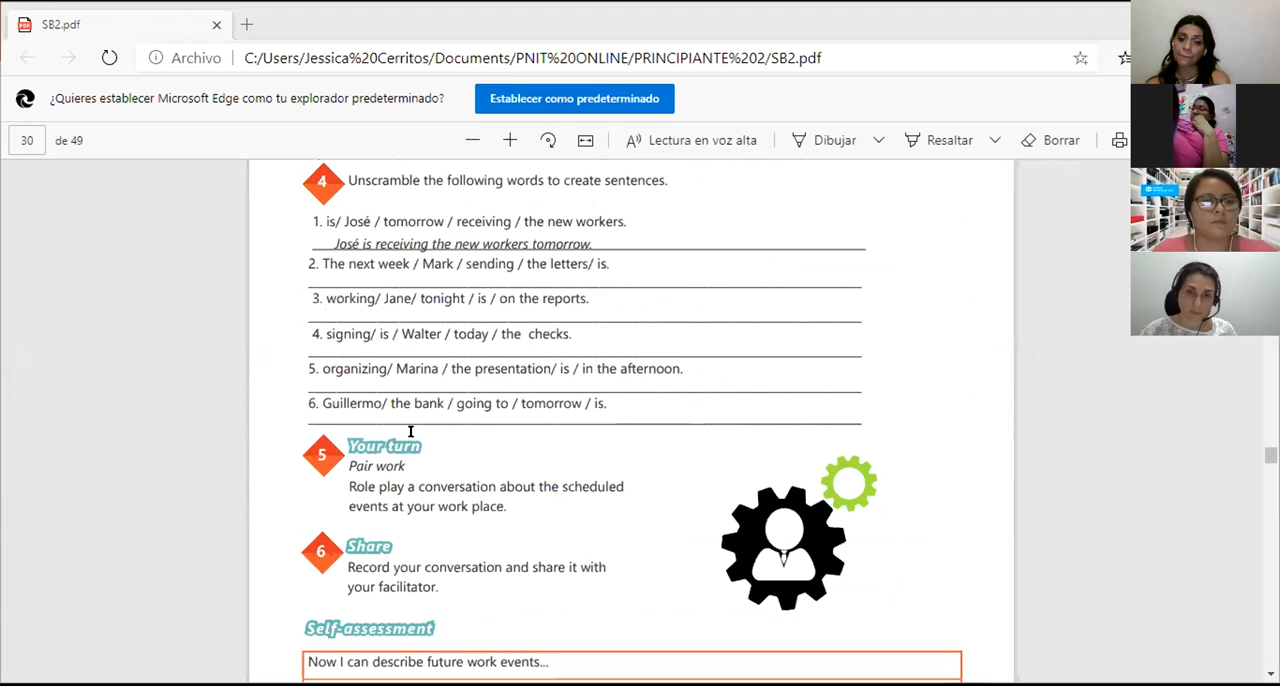 SB2.pdf
Archivo
C:/Users/Jessica%20Cerritos/Documents/PNIT%20ONLINE/PRINCIPIANTE%202/SB2.pdf
¿Quieres establecer Microsoft Edge como tu explorador predeterminado?
Establecer como predeterminado
30 de 49
Lectura en voz alta
Dibujar
Resaltar
Borrar
4 Unscramble the following words to create sentences.
1. is/ José / tomorrow / receiving / the new workers.
José is receiving the new workers tomorrow.
2. The next week / Mark / sending / the letters/ is.
3. working/ Jane/ tonight / is / on the reports.
4. signing/ is / Walter / today / the checks.
5. organizing/ Marina / the presentation/ is / in the afternoon.
6. Guillermo/ the bank / going to / tomorrow / is.
5 Your turn
Pair work
Role play a conversation about the scheduled
events at your work place.
6 Share
Record your conversation and share it with
your facilitator.
Self-assessment
Now I can describe future work events...